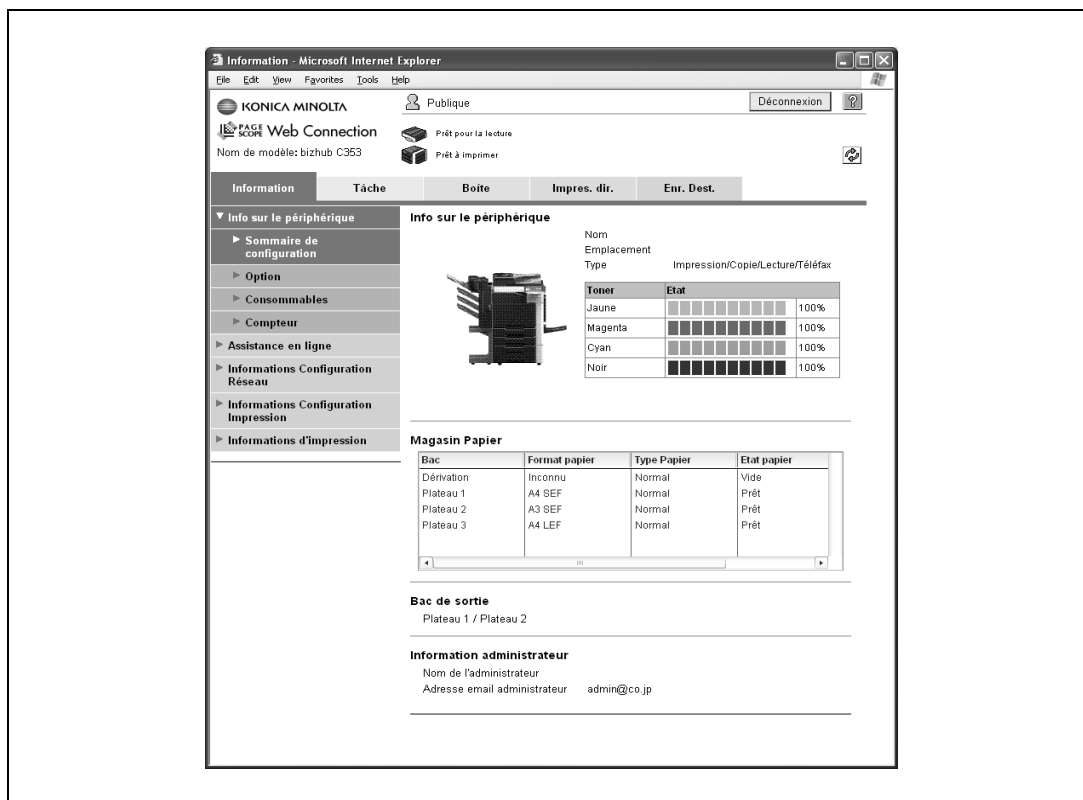 Information - Microsoft Internet Explorer
File Edit View Favorites Tools Help
KONICA MINOLTA
Publique
Déconnexion
?
PAGE SCOPE Web Connection
Prêt pour la lecture
Nom de modèle: bizhub C353
Prêt à imprimer
Information Tâche Boîte Impres. dir. Enr. Dest.
Info sur le périphérique
Sommaire de
configuration
Option
Consommables
Compteur
Assistance en ligne
Informations Configuration
Réseau
Informations Configuration
Impression
Informations d'impression
Info sur le périphérique
Nom
Emplacement
Type Impression/Copie/Lecture/Téléfax
Toner Etat
Jaune 100%
Magenta 100%
Cyan 100%
Noir 100%
Magasin Papier
Bac Format papier Type Papier Etat papier
Dérivation Inconnu Normal Vide
Plateau 1 A4 SEF Normal Prêt
Plateau 2 A3 SEF Normal Prêt
Plateau 3 A4 LEF Normal Prêt
Bac de sortie
Plateau 1 / Plateau 2
Information administrateur
Nom de l'administrateur
Adresse email administrateur admin@co.jp